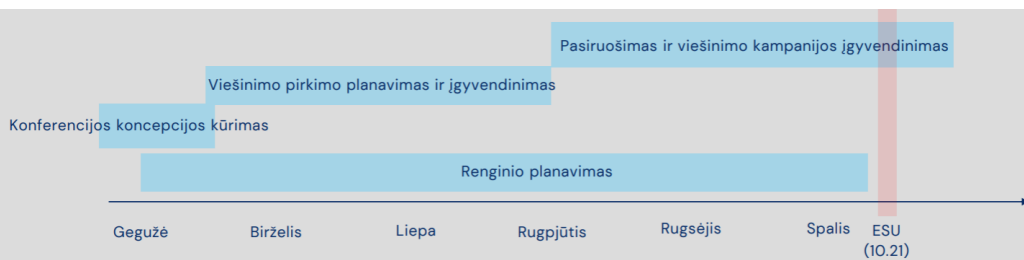 Pasiruošimas ir viešinimo kampanijos įgyvendinimas
Viešinimo pirkimo planavimas ir įgyvendinimas
Konferencijos koncepcijos kūrimas
Renginio planavimas
Gegužė
Birželis
Liepa
Rugpjūtis
Rugsėjis
Spalis
ESU
(10.21)